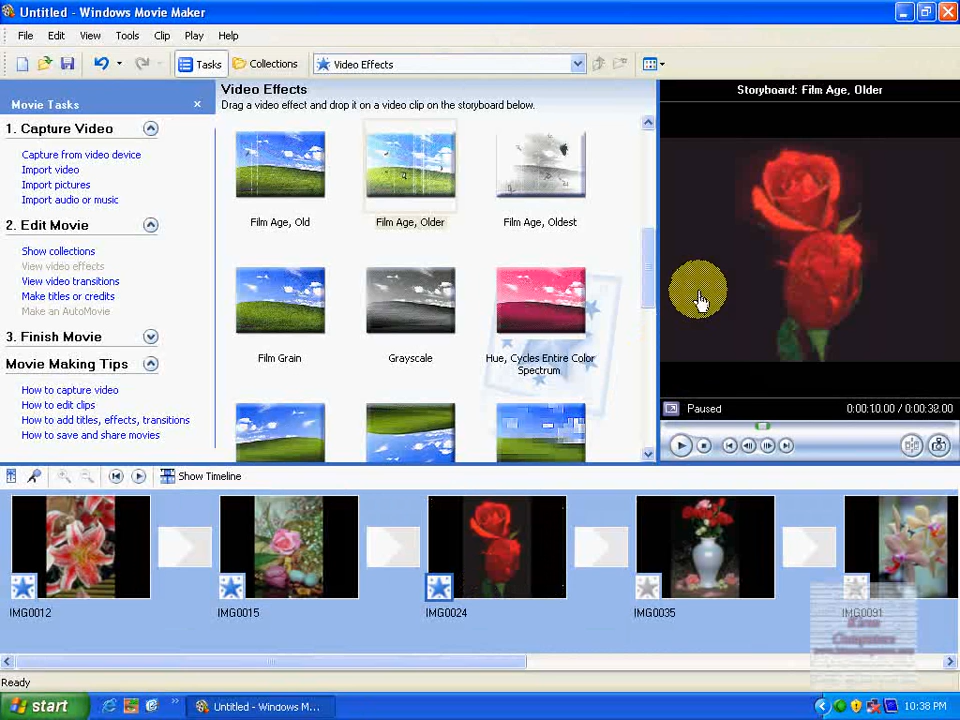 Untitled - Windows Movie Maker
File Edit View Tools Clip Play Help
Tasks Collections Video Effects
Movie Tasks
1. Capture Video
Capture from video device
Import video
Import pictures
Import audio or music
2. Edit Movie
Show collections
View video effects
View video transitions
Make titles or credits
Make an AutoMovie
3. Finish Movie
Movie Making Tips
How to capture video
How to edit clips
How to add titles, effects, transitions
How to save and share movies
Video Effects
Drag a video effect and drop it on a video clip on the storyboard below.
Film Age, Old Film Age, Older Film Age, Oldest
Film Grain Grayscale Hue, Cycles Entire Color
Spectrum
Storyboard: Film Age, Older
Paused 0:00:10.00 / 0:00:32.00
Show Timeline
IMG0012 IMG0015 IMG0024 IMG0035 IMG0091
Computers
Ready
start Untitled - Windows M... 10:38 PM